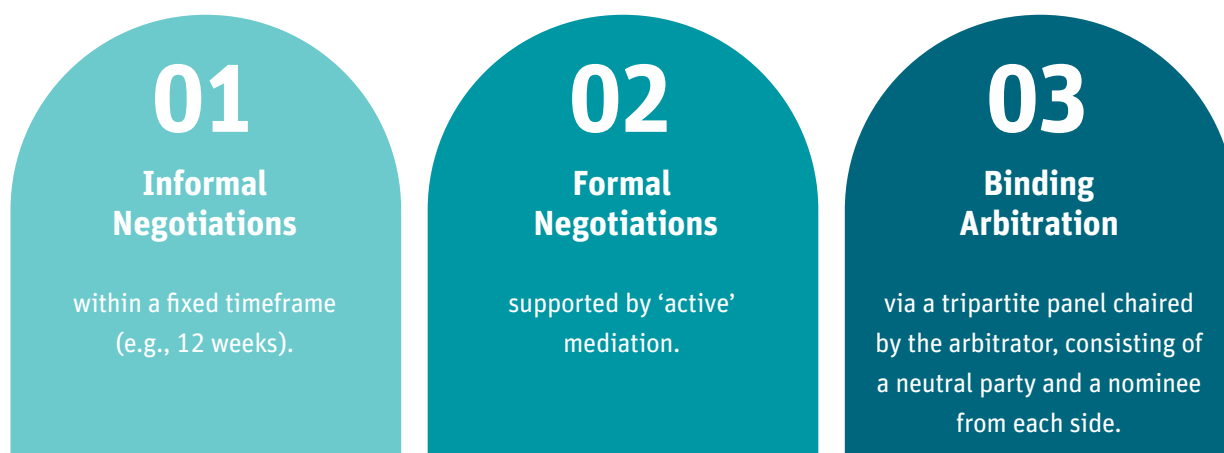 01
Informal
Negotiations
within a fixed timeframe
(e.g., 12 weeks).
02
Formal
Negotiations
supported by ‘active’
mediation.
03
Binding
Arbitration
via a tripartite panel chaired
by the arbitrator, consisting of
a neutral party and a nominee
from each side.